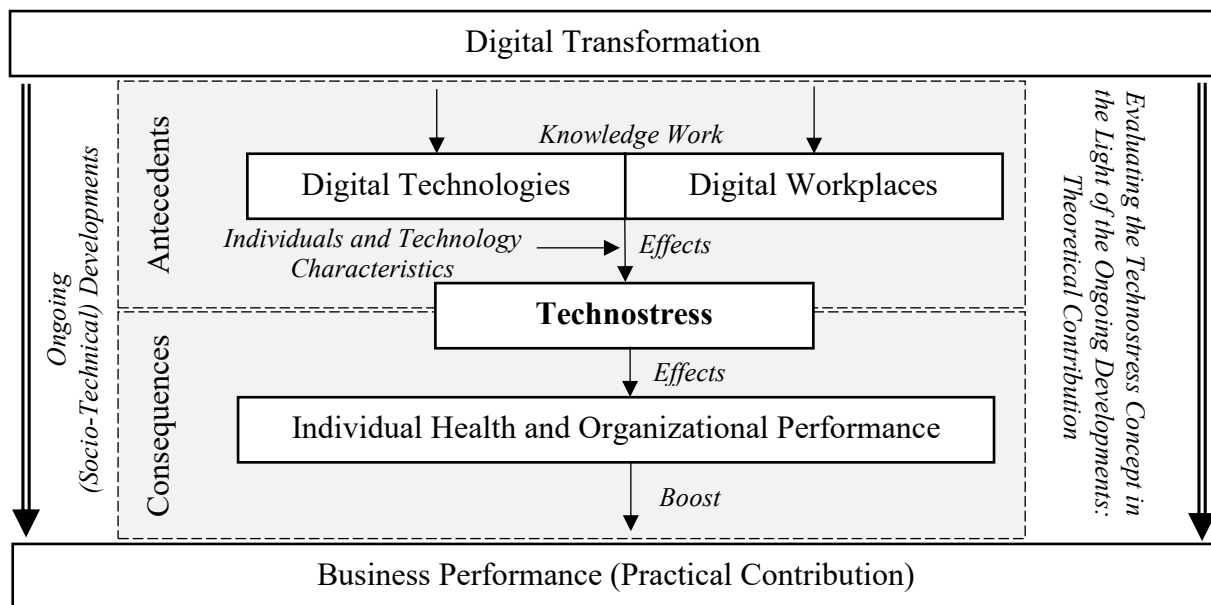 Digital Transformation
Ongoing
(Socio-Technical) Developments
Antecedents
Knowledge Work
Digital Technologies
Digital Workplaces
Individuals and Technology
Characteristics
Effects
Technostress
Consequences
Effects
Individual Health and Organizational Performance
Boost
Evaluating the Technostress Concept in
the Light of the Ongoing Developments:
Theoretical Contribution
Business Performance (Practical Contribution)